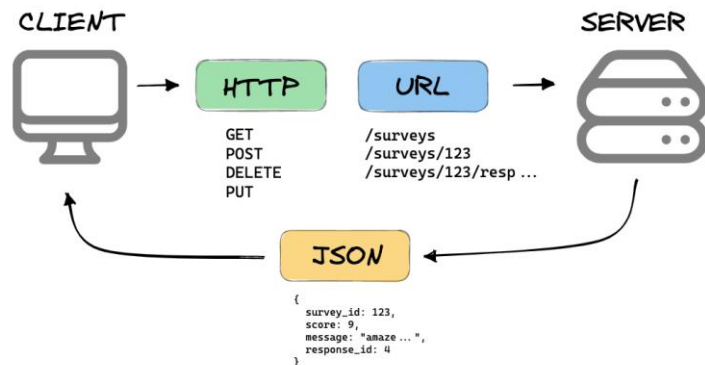 CLIENT
SERVER
HTTP
URL
GET
POST
DELETE
PUT
/surveys
/surveys/123
/surveys/123/resp ...
JSON
{
survey_id: 123,
score: 9,
message: "amaze ... ",
response_id: 4
}